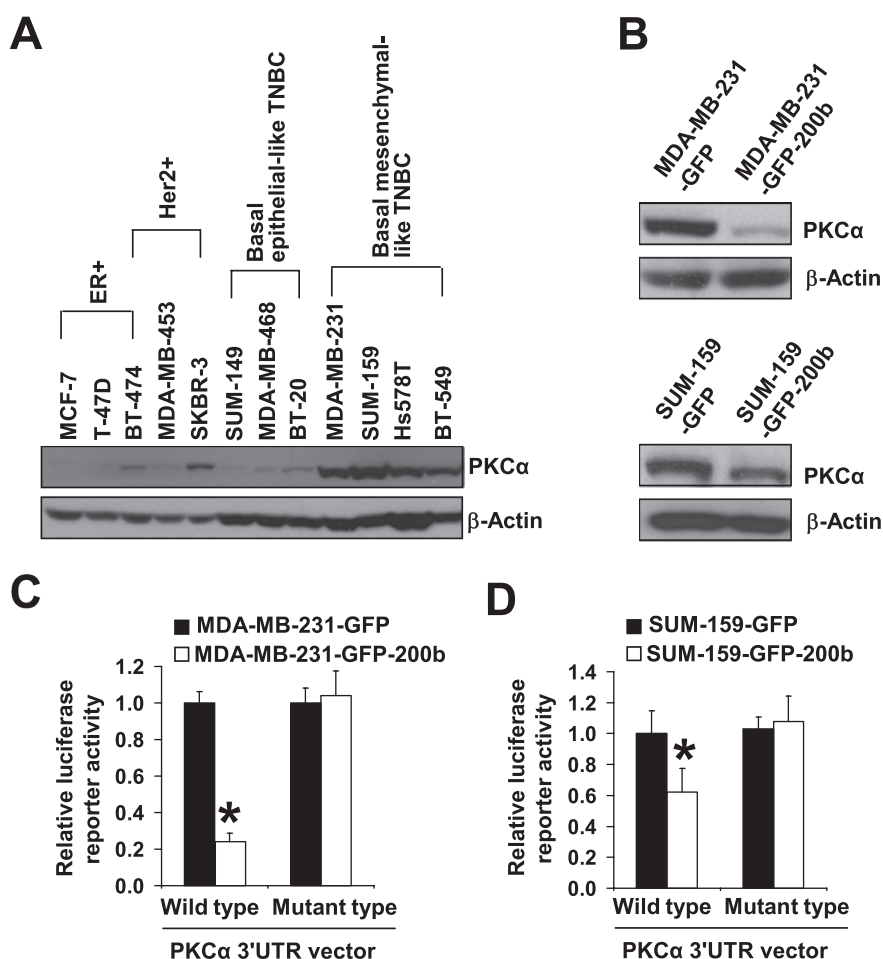 A
ER+
Her2+
Basal
epithelial-like TNBC
Basal mesenchymal-
like TNBC
MCF-7
T-47D
BT-474
MDA-MB-453
SKBR-3
SUM-149
MDA-MB-468
BT-20
MDA-MB-231
SUM-159
Hs578T
BT-549
PKCα
β-Actin
B
MDA-MB-231
-GFP
MDA-MB-231
-GFP-200b
PKCα
β-Actin
SUM-159
-GFP
SUM-159
-GFP-200b
PKCα
β-Actin
C
MDA-MB-231-GFP
MDA-MB-231-GFP-200b
Relative luciferase
reporter activity
1.2
1.0
0.8
0.6
0.4
0.2
0.0
*
Wild type Mutant type
PKCα 3'UTR vector
D
SUM-159-GFP
SUM-159-GFP-200b
Relative luciferase
reporter activity
1.4
1.2
1.0
0.8
0.6
0.4
0.2
0.0
*
Wild type Mutant type
PKCα 3'UTR vector